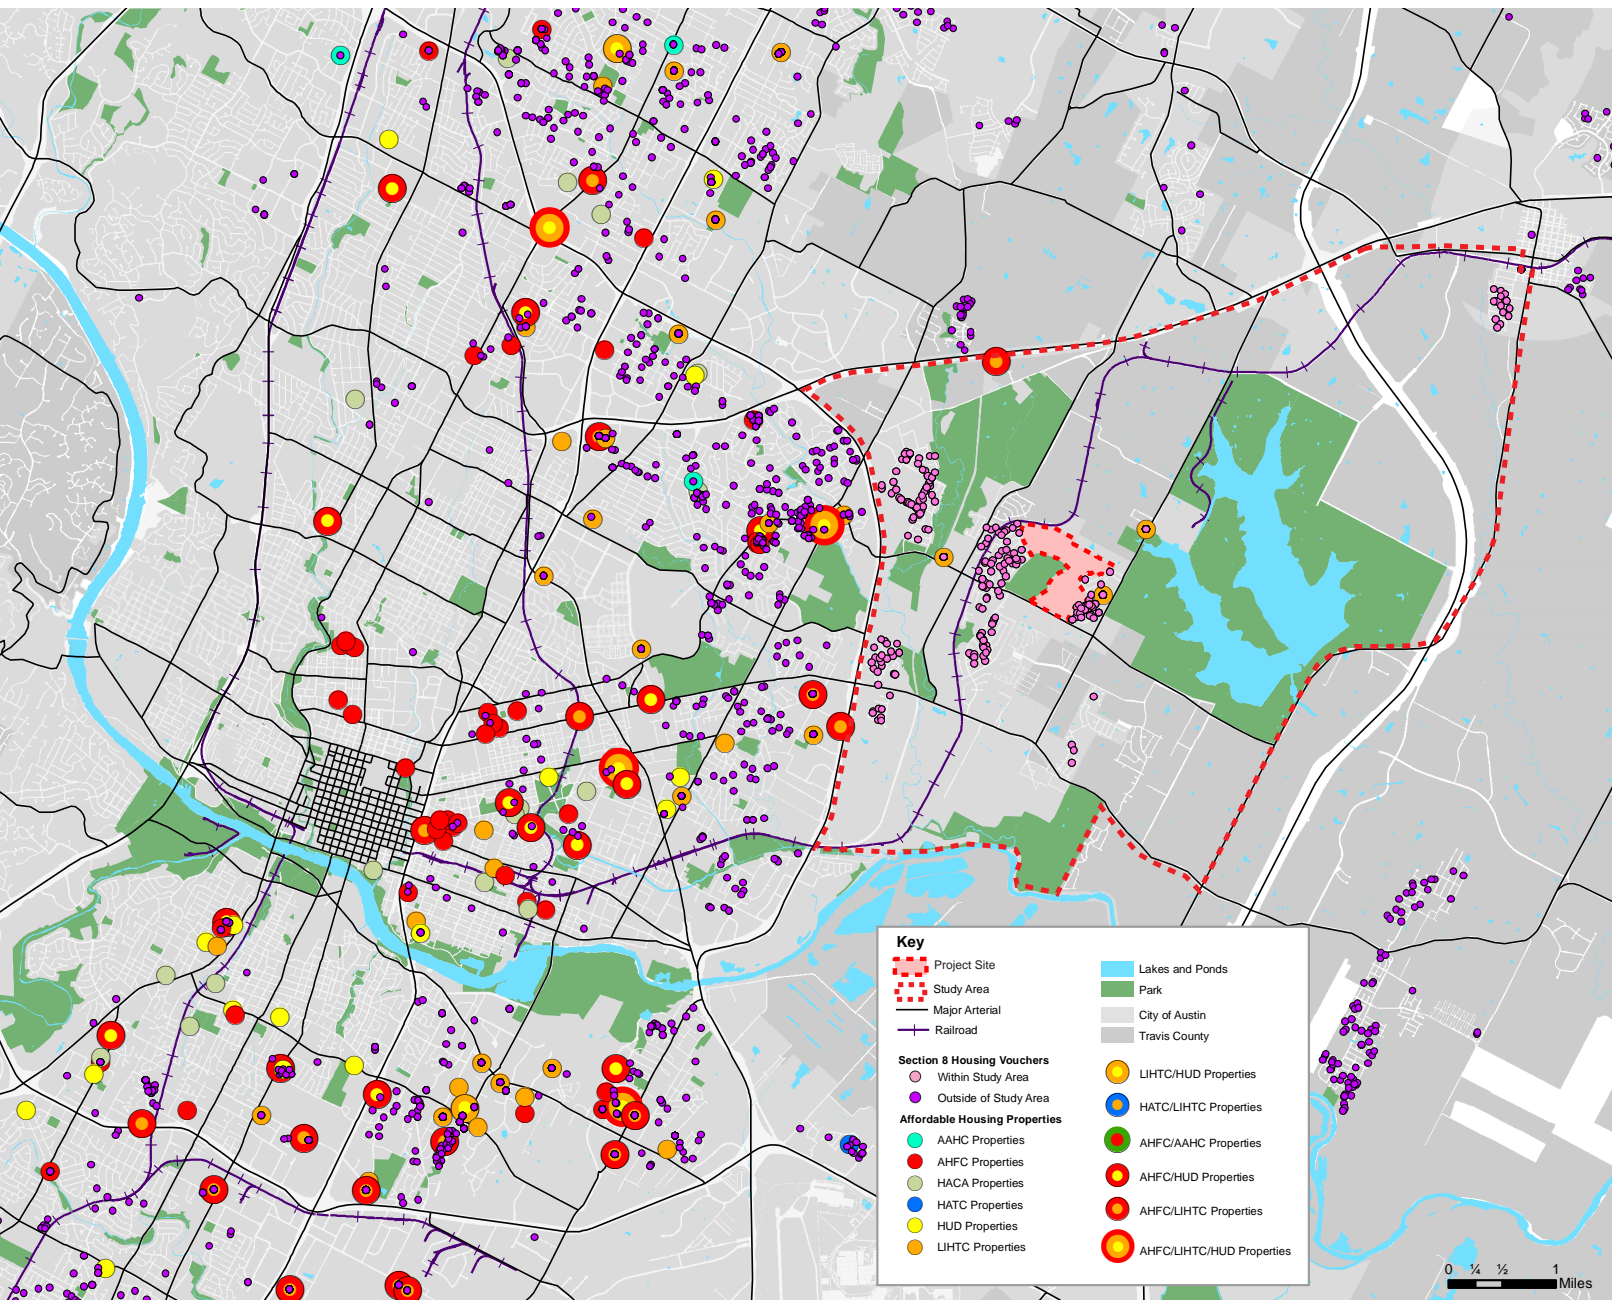 Key
Project Site
Study Area
Major Arterial
Railroad
Section 8 Housing Vouchers
Within Study Area
Outside of Study Area
Affordable Housing Properties
AAHC Properties
AHFC Properties
HACA Properties
HATC Properties
HUD Properties
LIHTC Properties
Lakes and Ponds
Park
City of Austin
Travis County
LIHTC/HUD Properties
HATC/LIHTC Properties
AHFC/AAHC Properties
AHFC/HUD Properties
AHFC/LIHTC Properties
AHFC/LIHTC/HUD Properties
0 ¼ ½ 1
Miles